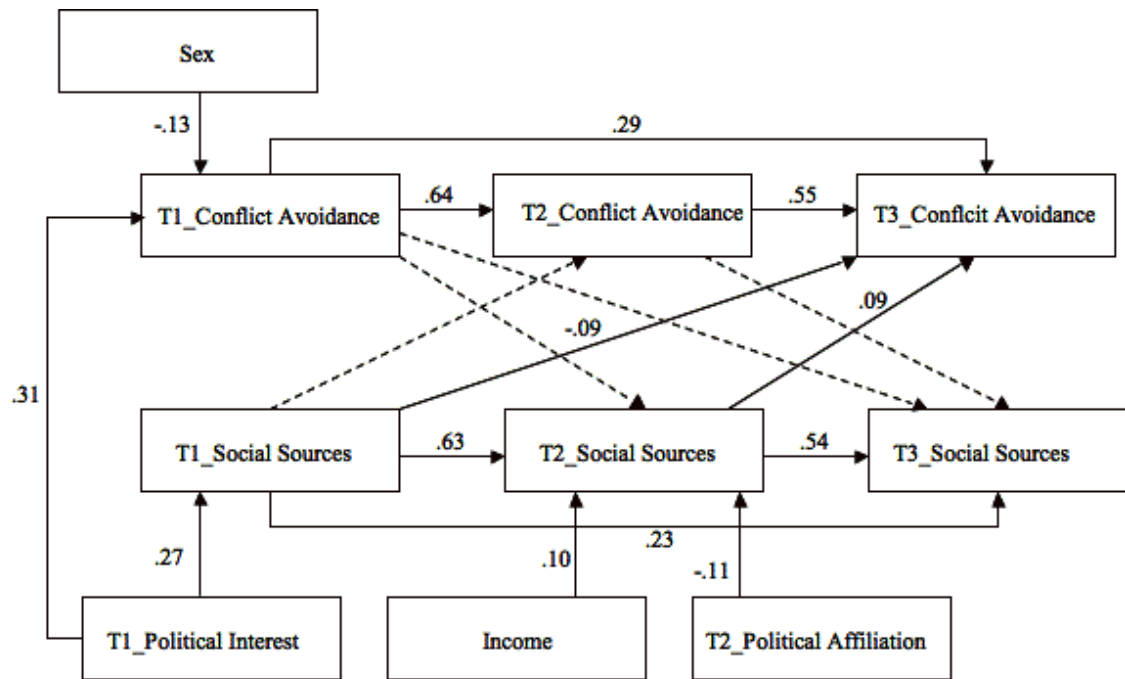 Sex
-.13
.29
T1_Conflict Avoidance
.64
T2_Conflict Avoidance
.55
T3_Conflcit Avoidance
-.09
.09
.31
T1_Social Sources
.63
T2_Social Sources
.54
T3_Social Sources
.27
.10
.23
-.11
T1_Political Interest
Income
T2_Political Affiliation